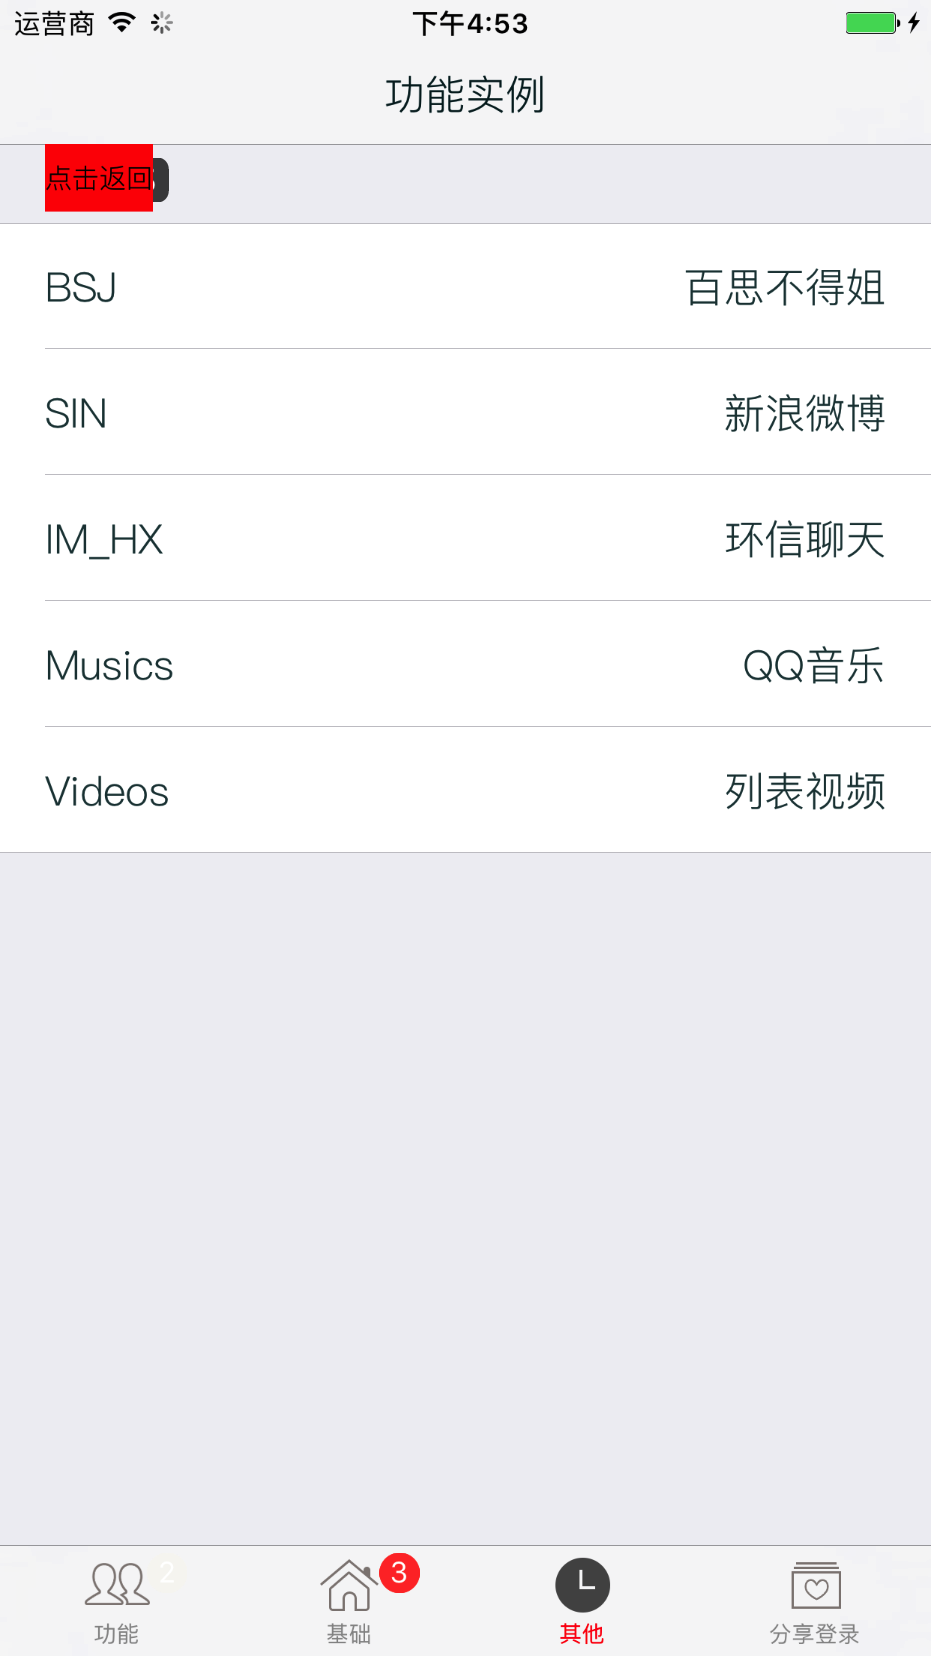 运营商 下午4:53
功能实例
点击返回
BSJ 百思不得姐
SIN 新浪微博
IM_HX 环信聊天
Musics QQ音乐
Videos 列表视频
2 3
功能 基础 其他 分享登录